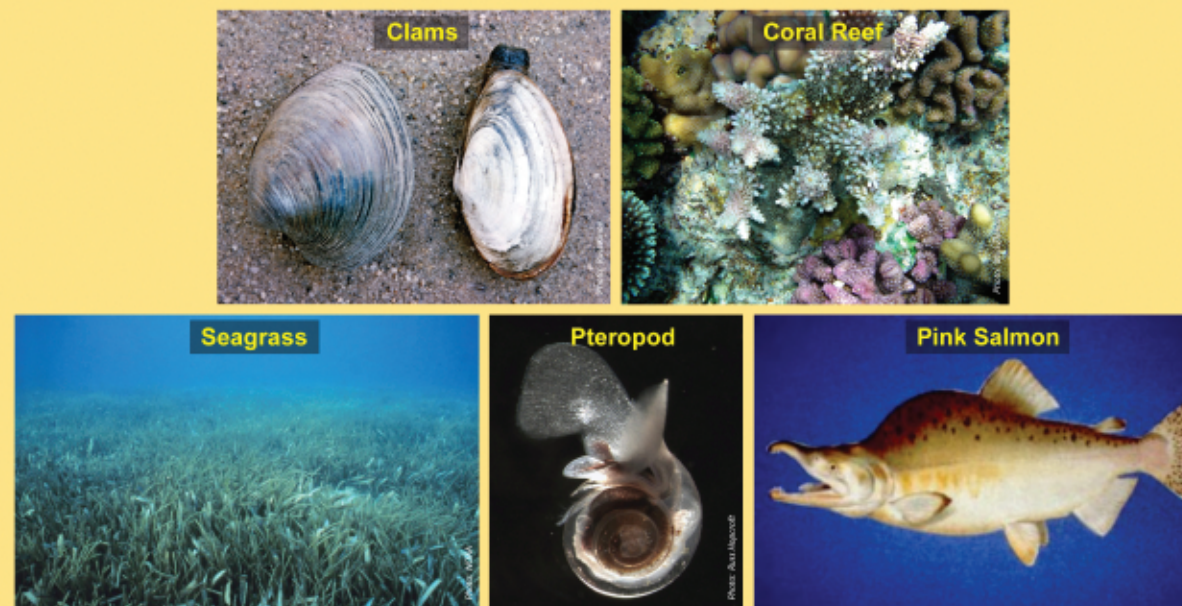 Clams
Coral Reef
Seagrass
Pteropod
Pink Salmon
Photo: Russ Hopcroft